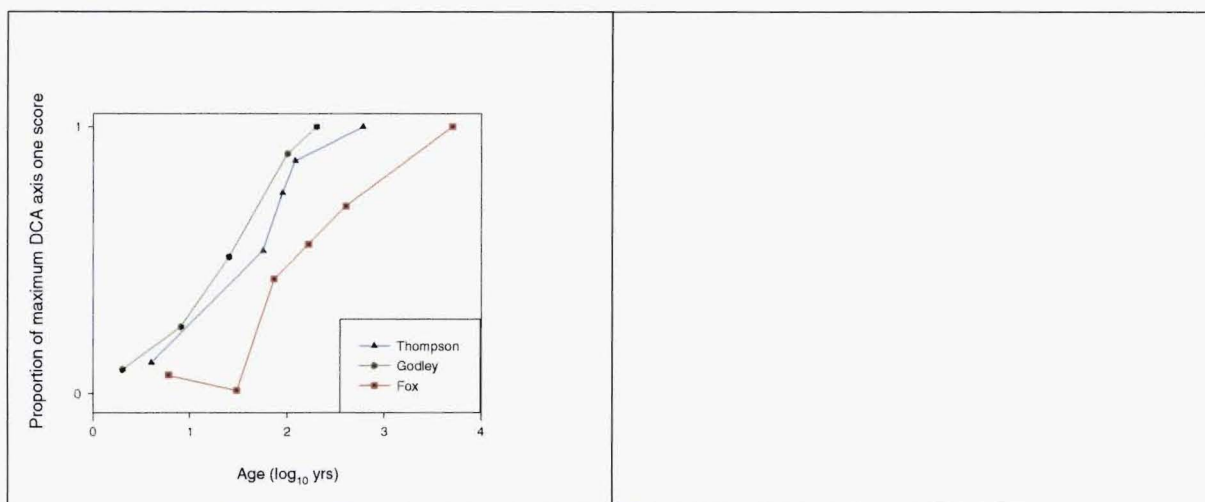 Proportion of maximum DCA axis one score
1
0
Thompson
Godley
Fox
0 1 2 3 4
Age (log₁₀ yrs)